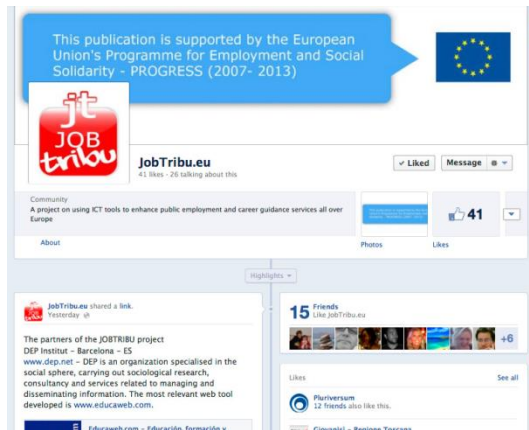 This publication is supported by the European
Union's Programme for Employment and Social
Solidarity - PROGRESS (2007- 2013)
jt
JOB
tribu
JobTribu.eu
41 likes · 26 talking about this
Liked
Message
Community
A project on using ICT tools to enhance public employment and career guidance services all over
Europe
41
About
Photos
Likes
Highlights
JobTribu.eu shared a link.
Yesterday
The partners of the JOBTRIBU project
DEP Institut - Barcelona - ES
www.dep.net - DEP is an organization specialised in the
social sphere, carrying out sociological research,
consultancy and services related to managing and
disseminating information. The most relevant web tool
developed is www.educaweb.com.
Educaweb.com - Educación, formación y
15 Friends
Like JobTribu.eu
+6
Likes
See all
Pluriversum
12 friends also like this.
Giovanisì - Regione Toscana